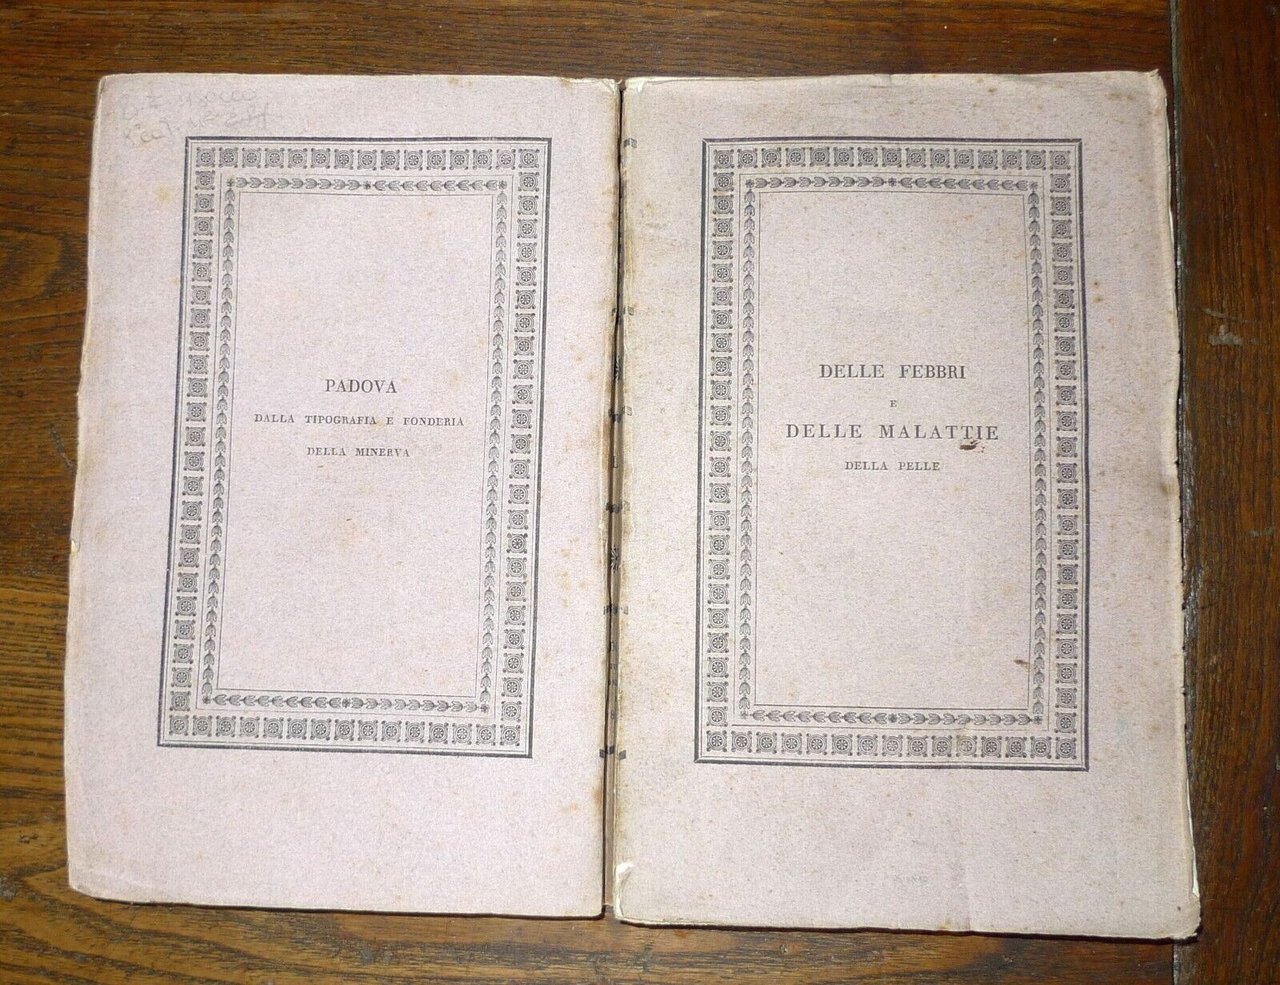 PADOVA
DALLA TIPOGRAFIA E FONDERIA
DELLA MINERVA
DELLE FEBBRI
E
DELLE MALATTIE
DELLA PELLE